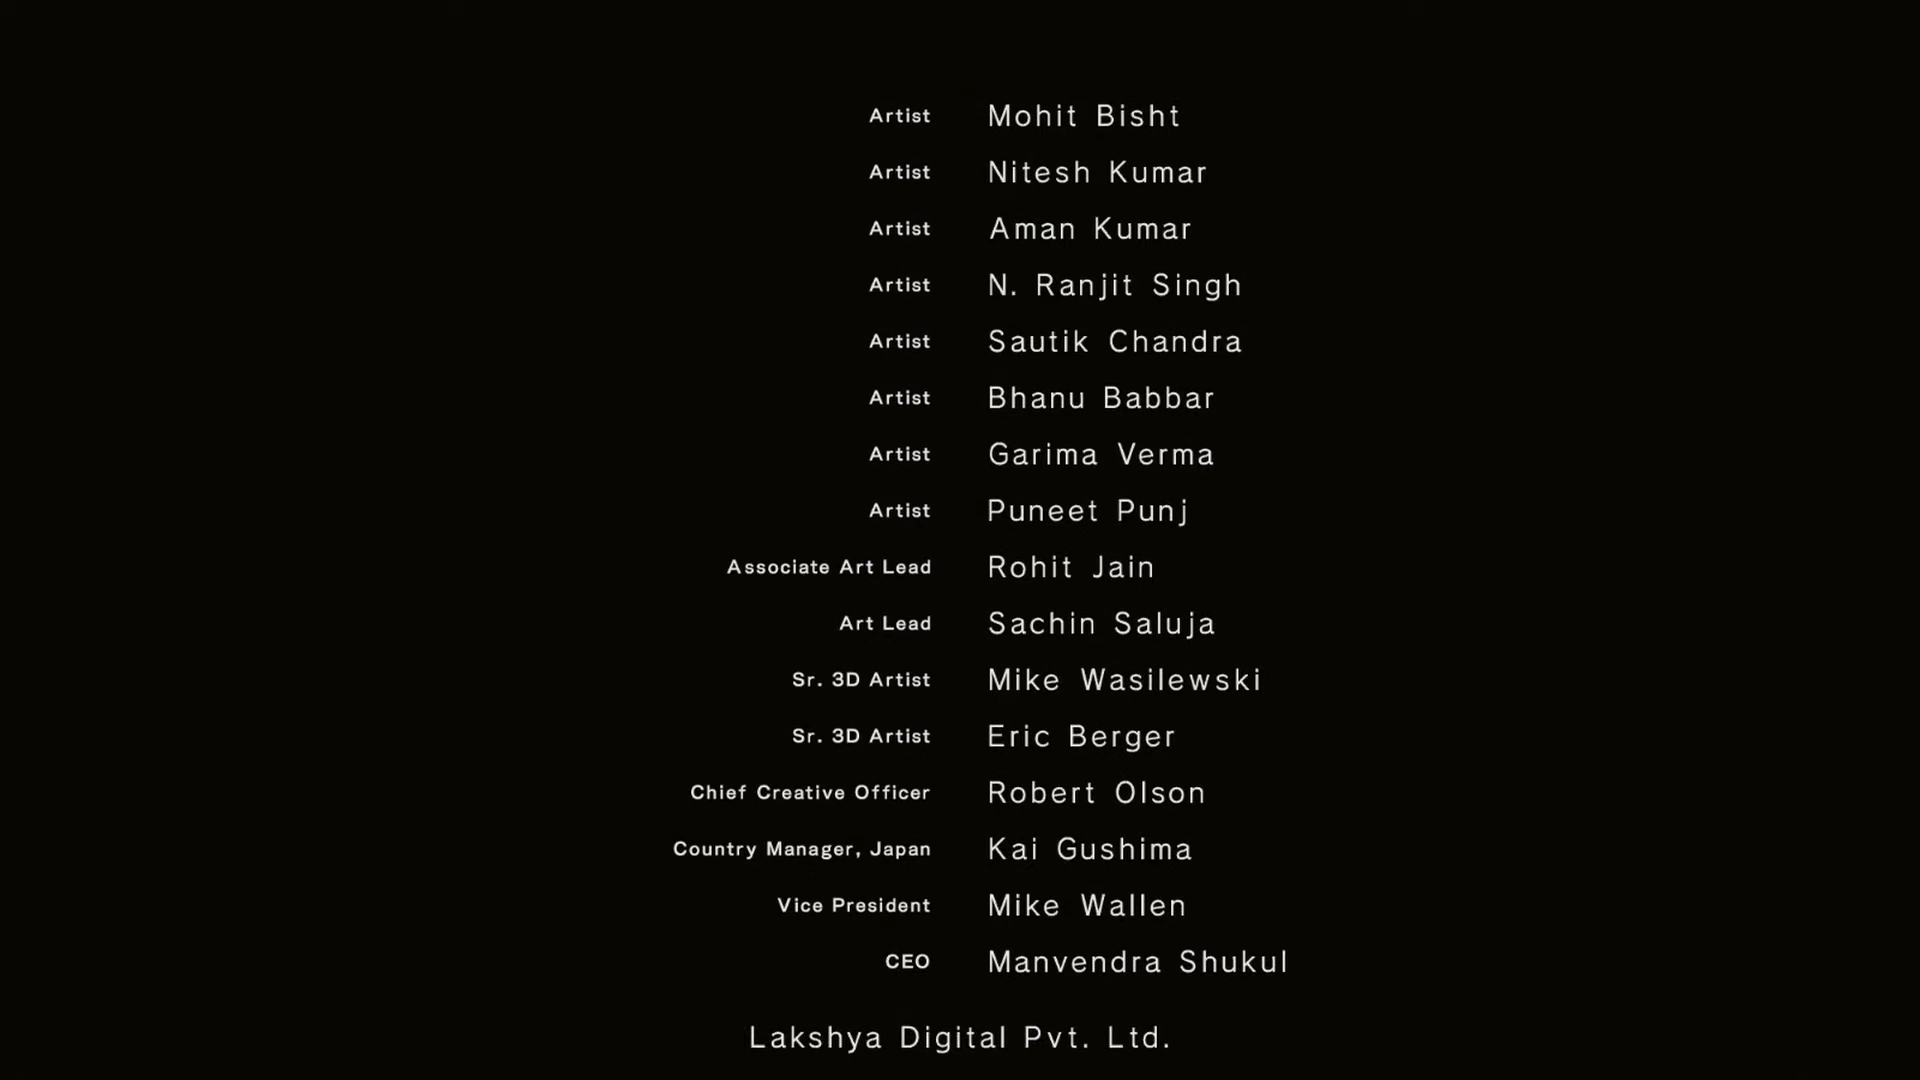 Artist Mohit Bisht
Artist Nitesh Kumar
Artist Aman Kumar
Artist N. Ranjit Singh
Artist Sautik Chandra
Artist Bhanu Babbar
Artist Garima Verma
Artist Puneet Punj
Associate Art Lead Rohit Jain
Art Lead Sachin Saluja
Sr. 3D Artist Mike Wasilewski
Sr. 3D Artist Eric Berger
Chief Creative Officer Robert Olson
Country Manager, Japan Kai Gushima
Vice President Mike Wallen
CEO Manvendra Shukul
Lakshya Digital Pvt. Ltd.